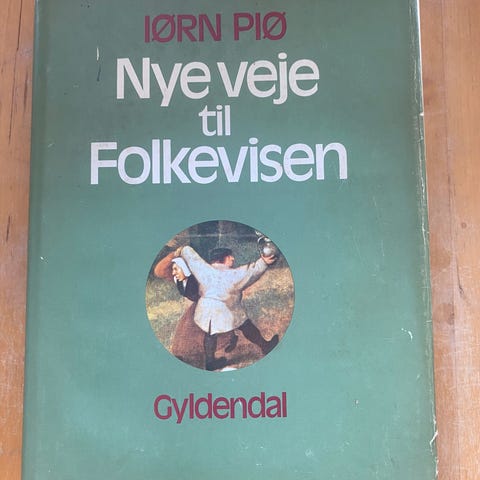 IØRN PIØ
Nye veje
til
Folkevisen
Gyldendal